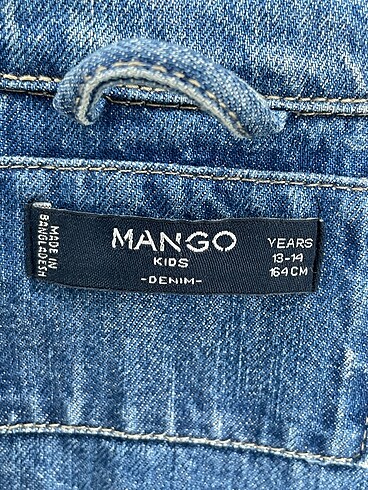 MADE IN
BANGLADESH
MANGO
KIDS
-DENIM-
YEARS
13-14
164CM